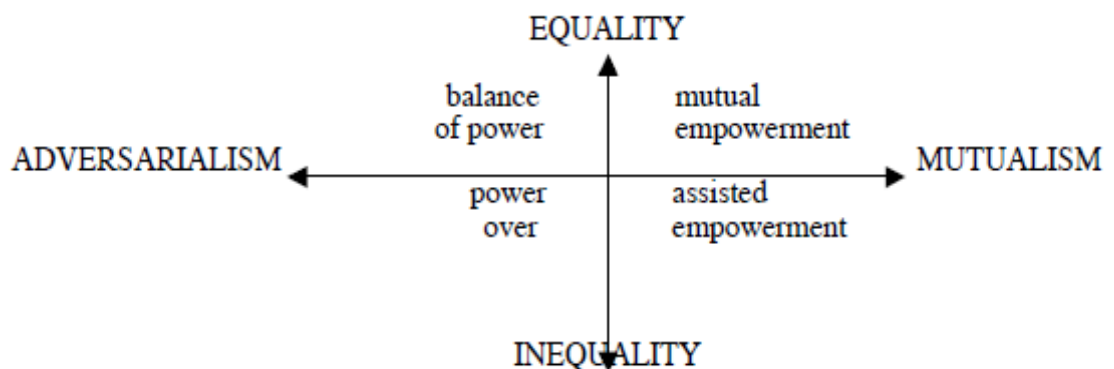 EQUALITY
balance
of power
mutual
empowerment
ADVERSARIALISM
MUTUALISM
power
over
assisted
empowerment
INEQUALITY